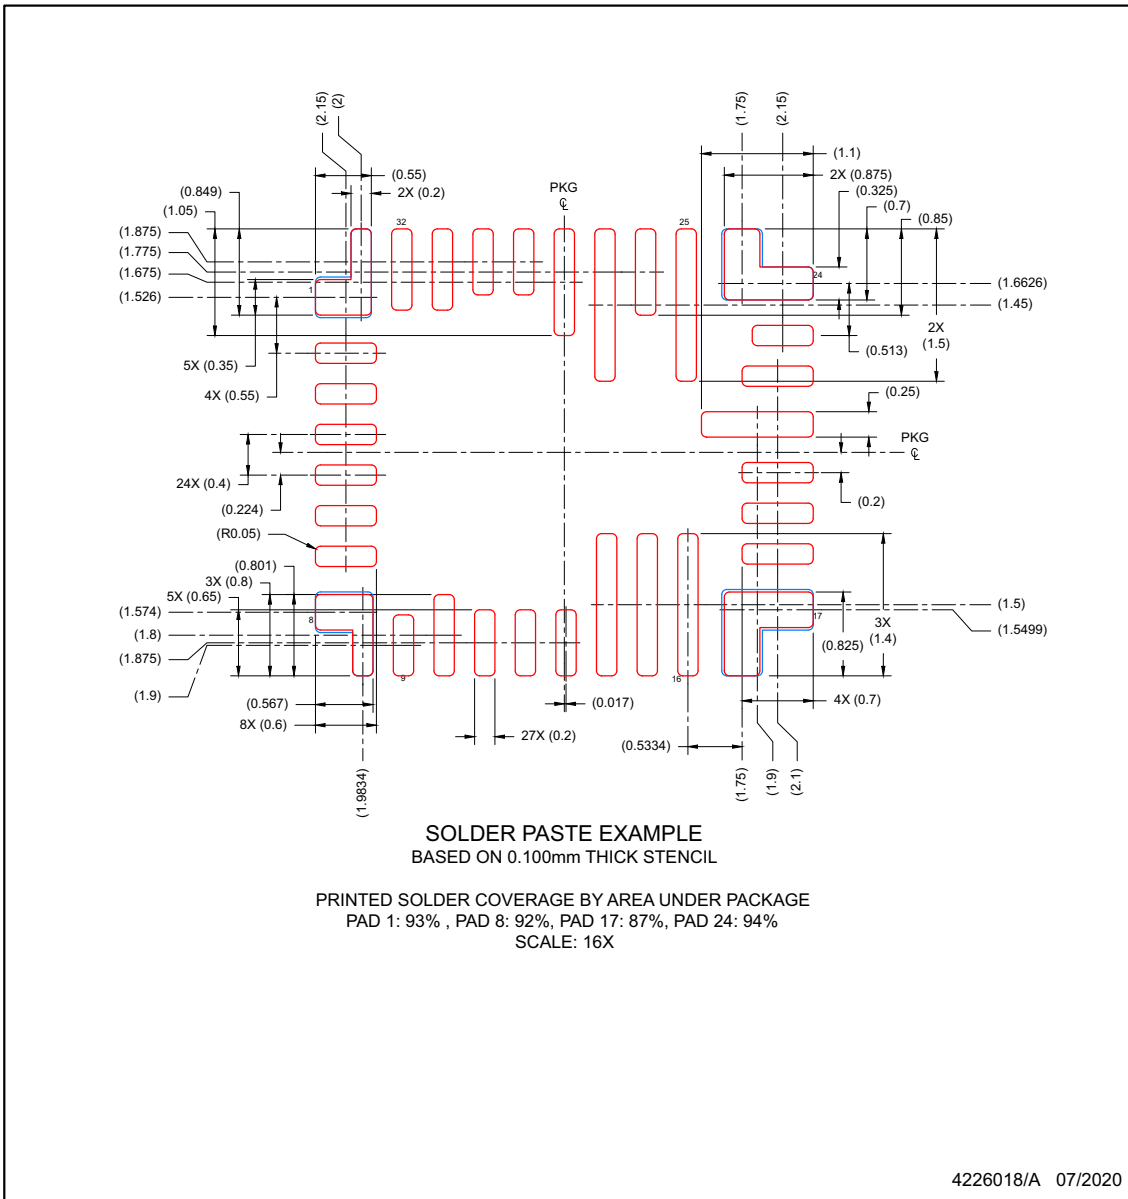 (2.15)
(2)
(1.75)
(2.15)
(0.55)
2X (0.2)
(0.849)
(1.05)
(1.875)
(1.775)
(1.675)
(1.526)
PKG
℄
32
25
1
24
(1.1)
2X (0.875)
(0.325)
(0.7)
(0.85)
(1.6626)
(1.45)
2X
(1.5)
(0.513)
(0.25)
5X (0.35)
4X (0.55)
24X (0.4)
(0.224)
(R0.05)
PKG
℄
(0.2)
(0.801)
3X (0.8)
5X (0.65)
(1.574)
(1.8)
(1.875)
(1.9)
8
9
16
17
(1.5)
(1.5499)
3X
(1.4)
(0.825)
4X (0.7)
(0.567)
8X (0.6)
27X (0.2)
(0.017)
(0.5334)
(1.9834)
(1.75)
(1.9)
(2.1)
SOLDER PASTE EXAMPLE
BASED ON 0.100mm THICK STENCIL
PRINTED SOLDER COVERAGE BY AREA UNDER PACKAGE
PAD 1: 93% , PAD 8: 92%, PAD 17: 87%, PAD 24: 94%
SCALE: 16X
4226018/A 07/2020